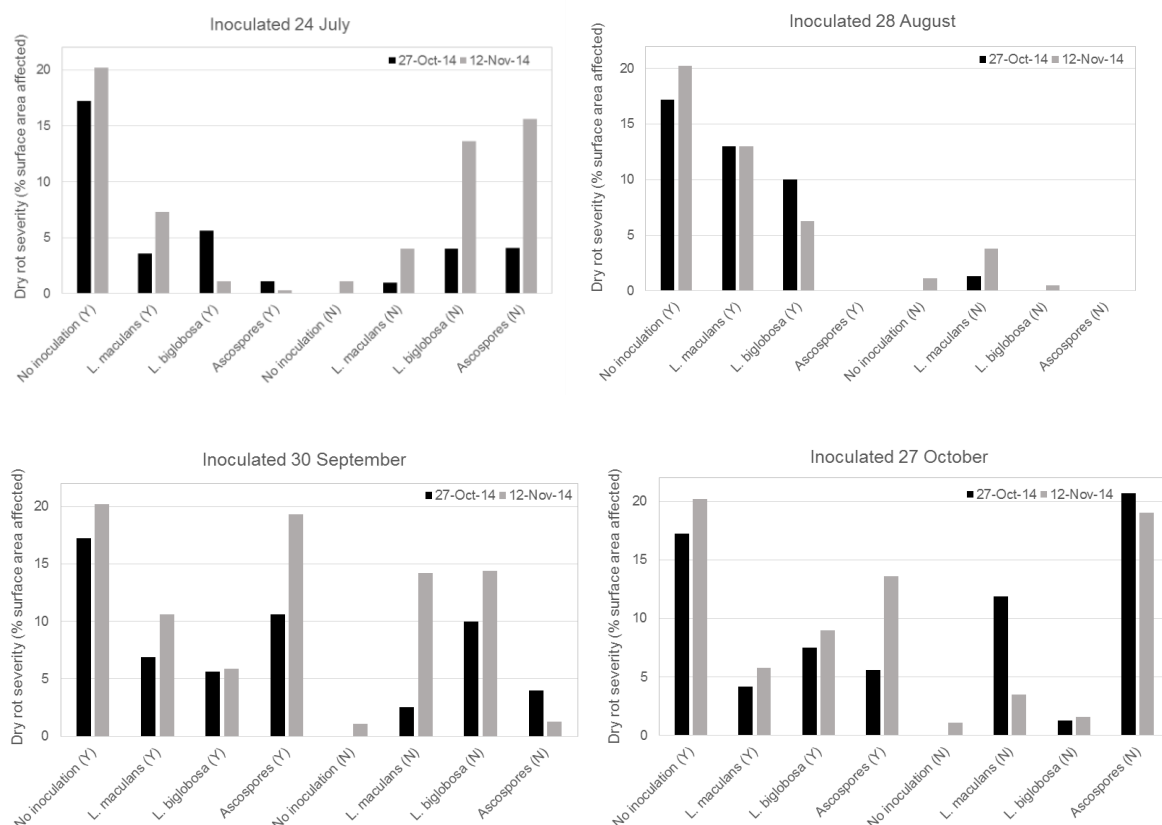 Inoculated 24 July
Dry rot severity (% surface area affected)
27-Oct-14 12-Nov-14
20
15
10
5
0
No inoculation (Y)
L. maculans (Y)
L. biglobosa (Y)
Ascospores (Y)
No inoculation (N)
L. maculans (N)
L. biglobosa (N)
Ascospores (N)
Inoculated 28 August
Dry rot severity (% surface area affected)
27-Oct-14 12-Nov-14
20
15
10
5
0
No inoculation (Y)
L. maculans (Y)
L. biglobosa (Y)
Ascospores (Y)
No inoculation (N)
L. maculans (N)
L. biglobosa (N)
Ascospores (N)
Inoculated 30 September
Dry rot severity (% surface area affected)
27-Oct-14 12-Nov-14
20
15
10
5
0
No inoculation (Y)
L. maculans (Y)
L. biglobosa (Y)
Ascospores (Y)
No inoculation (N)
L. maculans (N)
L. biglobosa (N)
Ascospores (N)
Inoculated 27 October
Dry rot severity (% surface area affected)
27-Oct-14 12-Nov-14
20
15
10
5
0
No inoculation (Y)
L. maculans (Y)
L. biglobosa (Y)
Ascospores (Y)
No inoculation (N)
L. maculans (N)
L. biglobosa (N)
Ascospores (N)